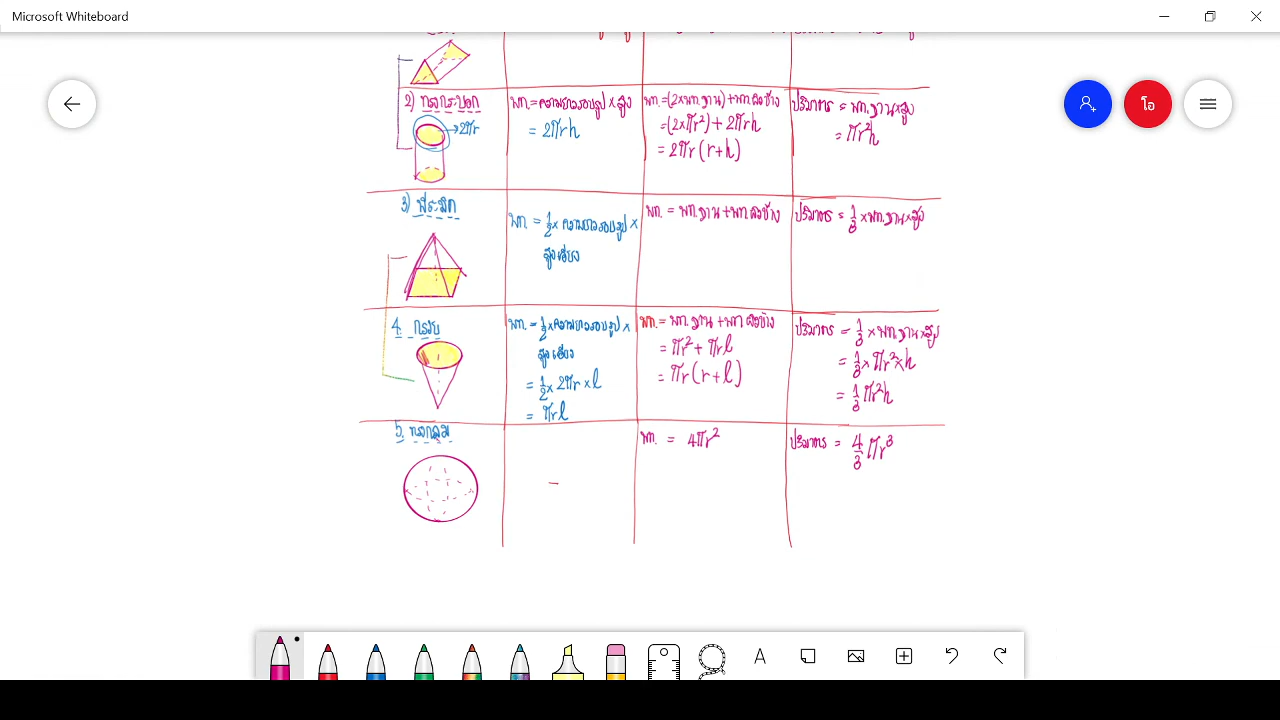 Microsoft Whiteboard
โอ
2) ทรงกระบอก
2πr
พท. = ความยาวรอบรูป × สูง
= 2πrh
พท. = (2×พท.ฐาน) + พท.ผิวข้าง
= (2×πr²) + 2πrh
= 2πr(r+h)
ปริมาตร = พท.ฐาน×สูง
= πr²h
3) พีระมิด
พท. = 1/2 × ความยาวรอบรูป ×
สูงเอียง
พท. = พท.ฐาน + พท.ผิวข้าง
ปริมาตร = 1/3 × พท.ฐาน × สูง
4. กรวย
พท. = 1/2 × ความยาวรอบรูป ×
สูงเอียง
= 1/2 × 2πr × l
= πrl
พท. = พท.ฐาน + พท.ผิวข้าง
= πr² + πrl
= πr(r+l)
ปริมาตร = 1/3 × พท.ฐาน × สูง
= 1/3 × πr² × h
= 1/3 πr²h
5. ทรงกลม
-
พท. = 4πr²
ปริมาตร = 4/3 πr³
A